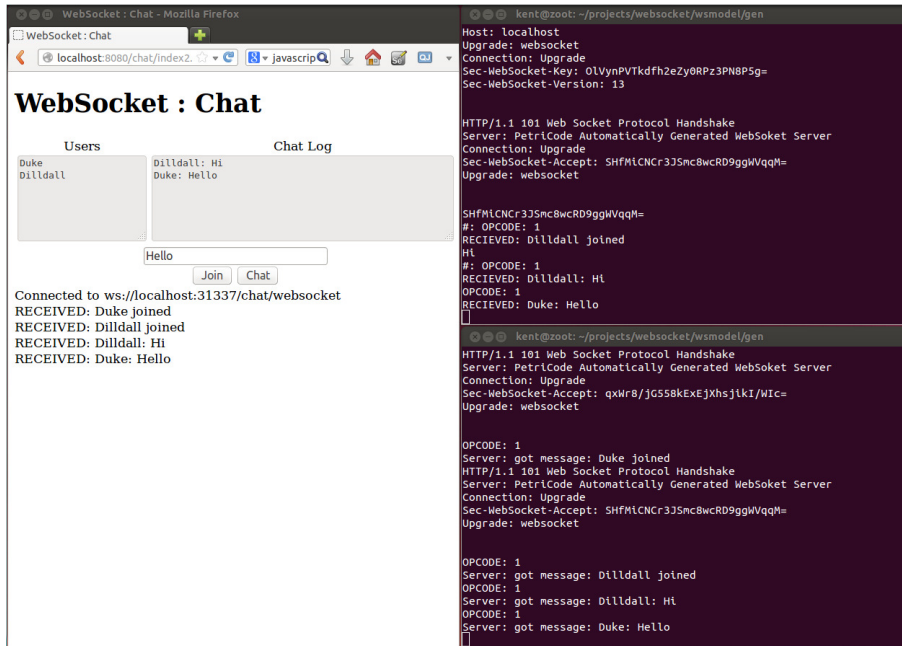 WebSocket : Chat - Mozilla Firefox
WebSocket : Chat
localhost:8080/chat/index2.
javascrip
WebSocket : Chat
Users
Chat Log
Duke
Dilldall
Dilldall: Hi
Duke: Hello
Hello
Join
Chat
Connected to ws://localhost:31337/chat/websocket
RECEIVED: Duke joined
RECEIVED: Dilldall joined
RECEIVED: Dilldall: Hi
RECEIVED: Duke: Hello
kent@zoot: ~/projects/websocket/wsmodel/gen
Host: localhost
Upgrade: websocket
Connection: Upgrade
Sec-WebSocket-Key: OlVynPVTkdfh2eZy0RPz3PN8P5g=
Sec-WebSocket-Version: 13
HTTP/1.1 101 Web Socket Protocol Handshake
Server: PetriCode Automatically Generated WebSoket Server
Connection: Upgrade
Sec-WebSocket-Accept: SHfMiCNCr3JSmc8wcRD9ggWVqqM=
Upgrade: websocket
SHfMiCNCr3JSmc8wcRD9ggWVqqM=
#: OPCODE: 1
RECIEVED: Dilldall joined
Hi
#: OPCODE: 1
RECIEVED: Dilldall: Hi
OPCODE: 1
RECIEVED: Duke: Hello
kent@zoot: ~/projects/websocket/wsmodel/gen
HTTP/1.1 101 Web Socket Protocol Handshake
Server: PetriCode Automatically Generated WebSoket Server
Connection: Upgrade
Sec-WebSocket-Accept: qxWr8/jG558kExEjXhsjikI/WIc=
Upgrade: websocket
OPCODE: 1
Server: got message: Duke joined
HTTP/1.1 101 Web Socket Protocol Handshake
Server: PetriCode Automatically Generated WebSoket Server
Connection: Upgrade
Sec-WebSocket-Accept: SHfMiCNCr3JSmc8wcRD9ggWVqqM=
Upgrade: websocket
OPCODE: 1
Server: got message: Dilldall joined
OPCODE: 1
Server: got message: Dilldall: Hi
OPCODE: 1
Server: got message: Duke: Hello